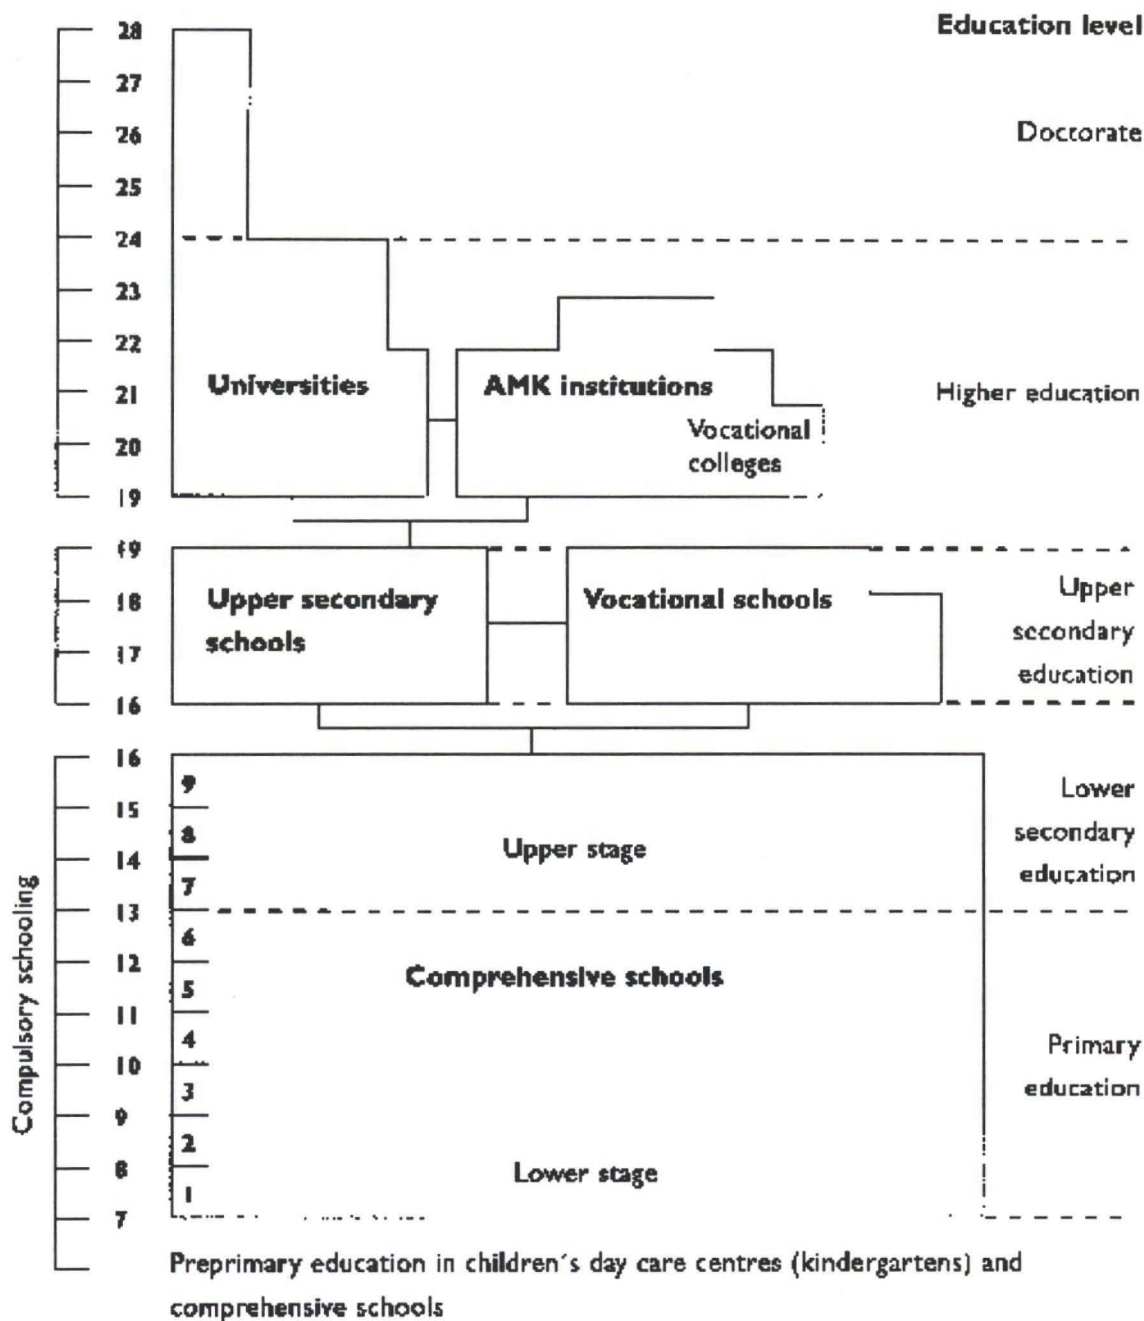 Education level
28
27
26
Doctorate
25
24
23
22
Universities
AMK institutions
21
Higher education
Vocational
colleges
20
19
19
18
Upper secondary
schools
Vocational schools
Upper
secondary
education
17
16
16
9
15
8
Upper stage
Lower
secondary
education
14
7
13
6
12
Comprehensive schools
5
11
4
Primary
education
10
3
9
2
8
Lower stage
1
7
Compulsory schooling
Preprimary education in children´s day care centres (kindergartens) and
comprehensive schools